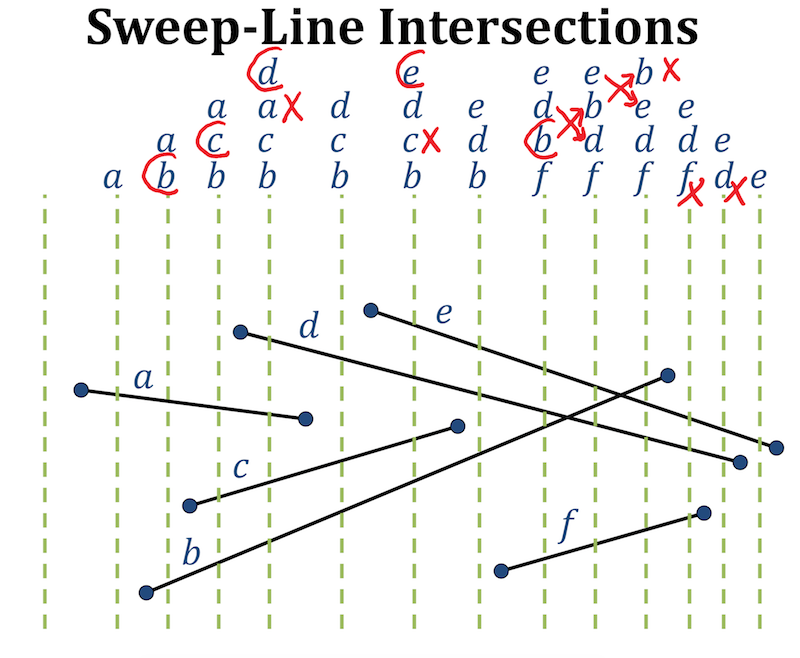 Sweep-Line Intersections
d e e e b x
a a x d d e d b e e
a c c c c x d b d d d e
a b b b b b b f f f f x d x e
e
d
a
c
f
b